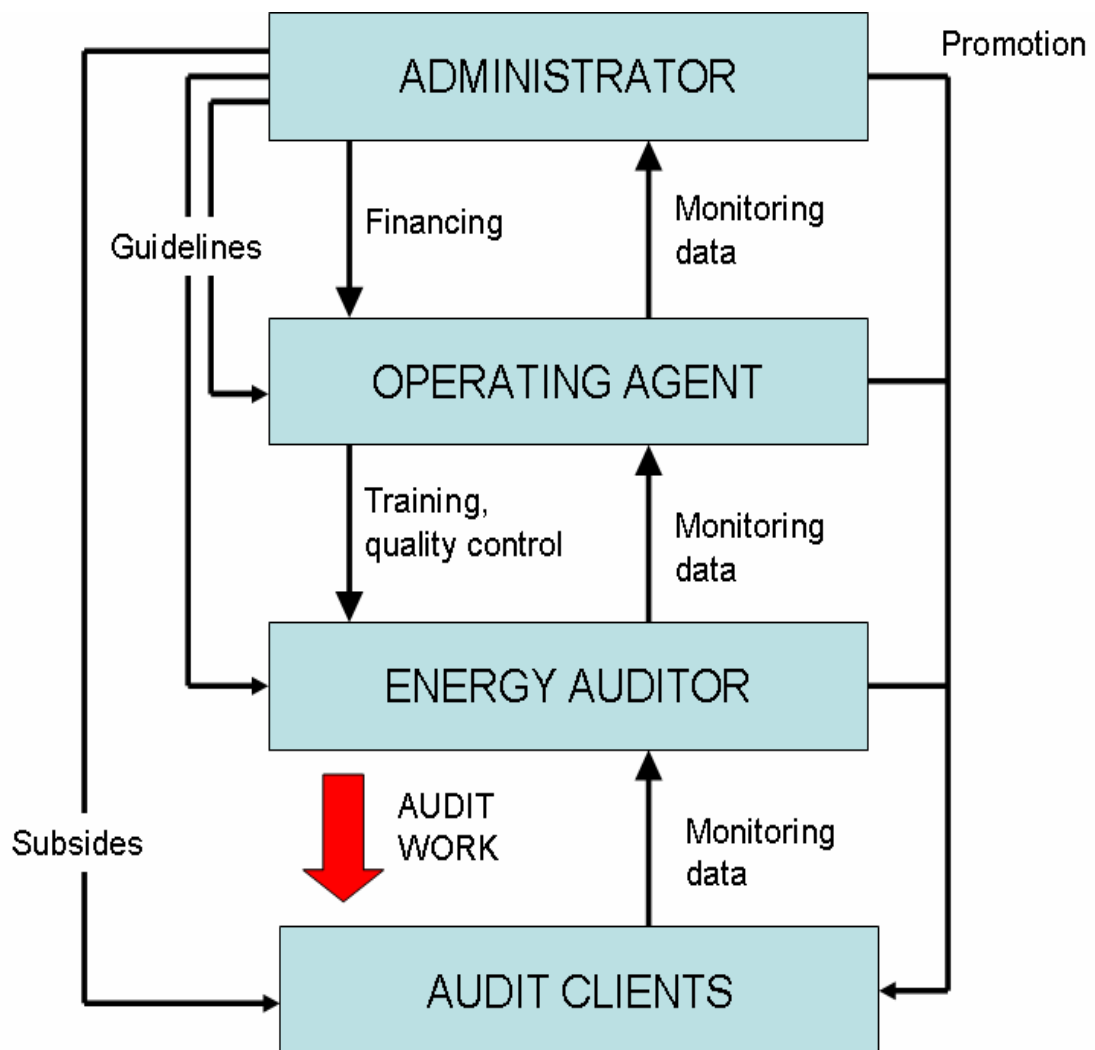 Promotion
ADMINISTRATOR
Financing
Monitoring
data
Guidelines
OPERATING AGENT
Training,
quality control
Monitoring
data
ENERGY AUDITOR
AUDIT
WORK
Monitoring
data
Subsides
AUDIT CLIENTS